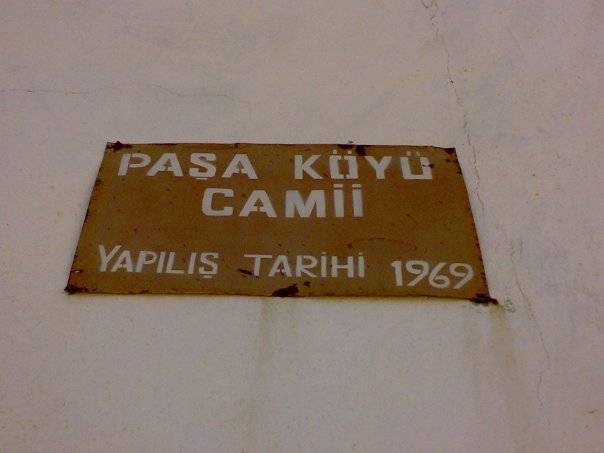 PAŞA KÖYÜ
CAMİİ
YAPILIŞ TARİHİ 1969